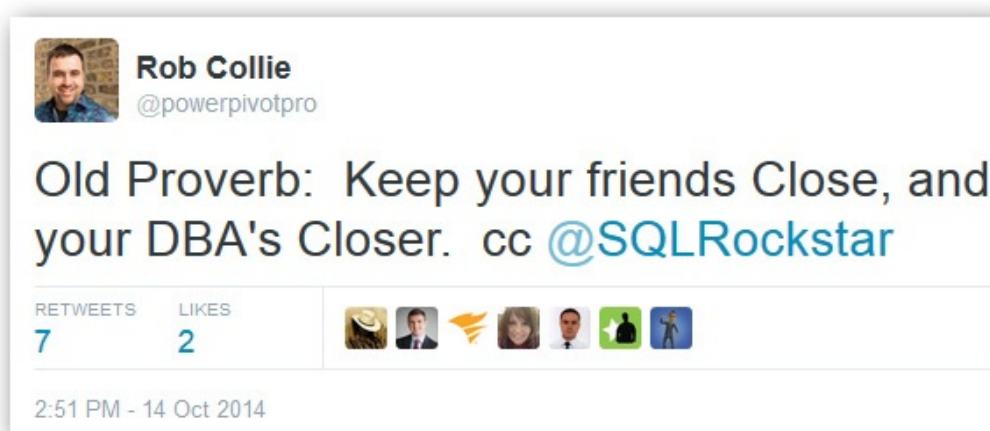 Rob Collie
@powerpivotpro
Old Proverb:  Keep your friends Close, and
your DBA's Closer.  cc @SQLRockstar
RETWEETS LIKES
7 2
2:51 PM - 14 Oct 2014